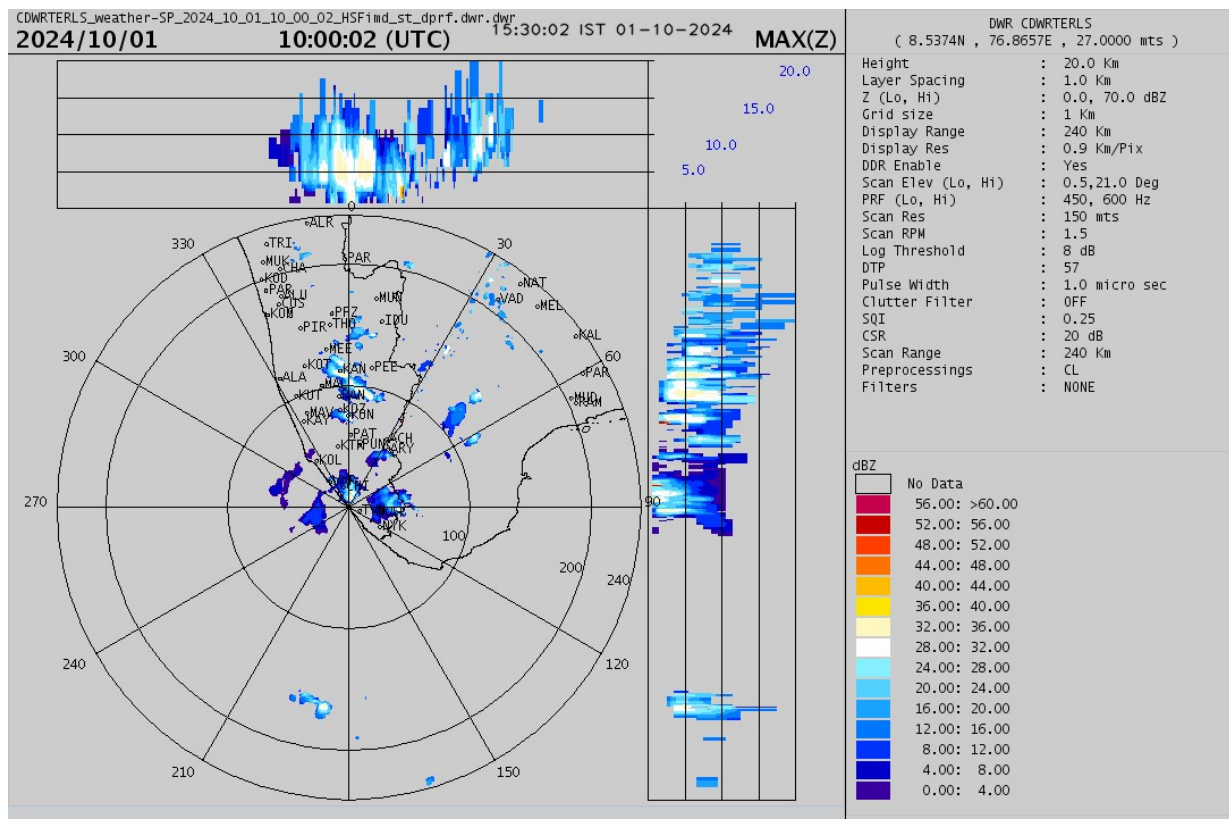 CDWRTERLS_weather-SP_2024_10_01_10_00_02_HSFimd_st_dprf.dwr.dwr
2024/10/01 10:00:02 (UTC) 15:30:02 IST 01-10-2024 MAX(Z)
20.0
15.0
10.0
5.0
0
30
60
90
120
150
210
240
270
300
330
100
200
240
ALR
TRI
PAR
MUK
CHA
KOD
PAR
ALU
CDS
KOM
NAT
VAD
MEL
MUN
PFZ
PIR
THO
IDU
KAL
MEE
KOT
KAN
PEE
PAR
ALA
KUT
KON
MAV
KAY
PAT
ACH
KTR
PUN
ARY
KOL
NYK
DWR CDWRTERLS
( 8.5374N , 76.8657E , 27.0000 mts )
Height : 20.0 Km
Layer Spacing : 1.0 Km
Z (Lo, Hi) : 0.0, 70.0 dBZ
Grid size : 1 Km
Display Range : 240 Km
Display Res : 0.9 Km/Pix
DDR Enable : Yes
Scan Elev (Lo, Hi) : 0.5,21.0 Deg
PRF (Lo, Hi) : 450, 600 Hz
Scan Res : 150 mts
Scan RPM : 1.5
Log Threshold : 8 dB
DTP : 57
Pulse Width : 1.0 micro sec
Clutter Filter : OFF
SQI : 0.25
CSR : 20 dB
Scan Range : 240 Km
Preprocessings : CL
Filters : NONE
dBZ
No Data
56.00: >60.00
52.00: 56.00
48.00: 52.00
44.00: 48.00
40.00: 44.00
36.00: 40.00
32.00: 36.00
28.00: 32.00
24.00: 28.00
20.00: 24.00
16.00: 20.00
12.00: 16.00
8.00: 12.00
4.00: 8.00
0.00: 4.00